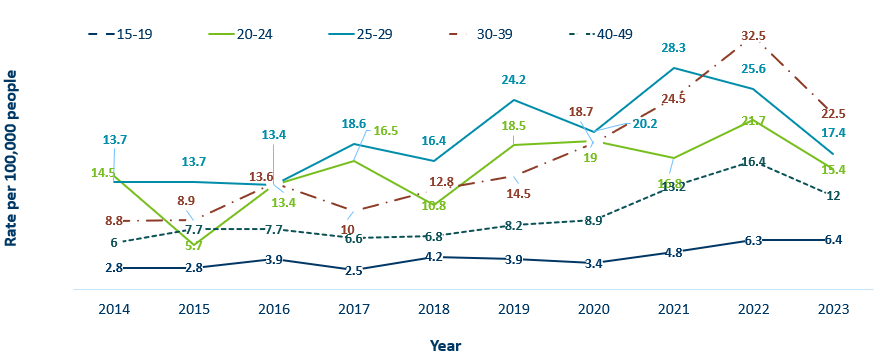 15-19 20-24 25-29 30-39 40-49
Rate per 100,000 people
32.5
28.3
25.6
24.2 24.5
22.5
18.6 18.7 20.2 21.7
13.7 13.7 13.4 16.5 16.4 18.5 19 17.4
14.5 13.6 12.8 16.8 16.4 15.4
13.4 10.8 14.5 13.2 12
8.8 8.9 10
6 7.7 7.7 6.6 6.8 8.2 8.9
5.7
2.8 2.8 3.9 2.5 4.2 3.9 3.4 4.8 6.3 6.4
2014 2015 2016 2017 2018 2019 2020 2021 2022 2023
Year